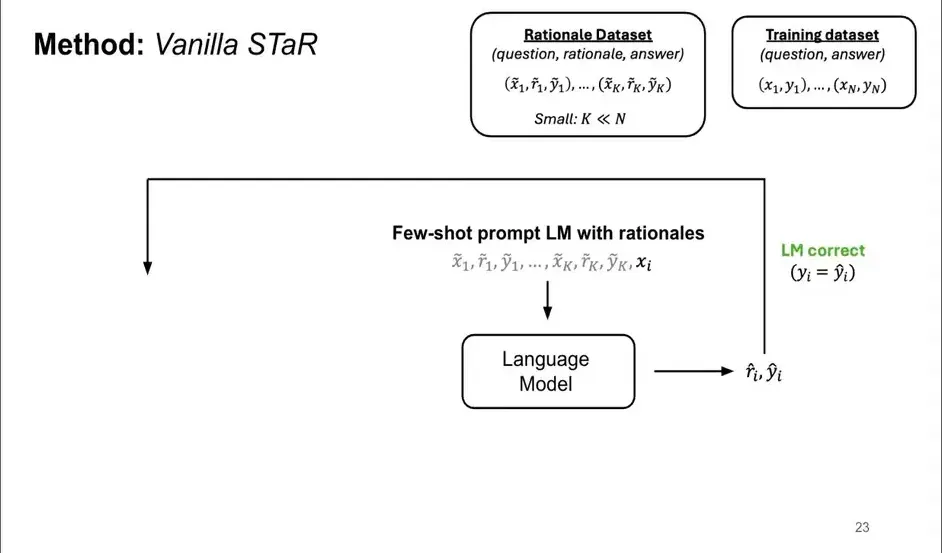 Method: Vanilla STaR
Rationale Dataset
(question, rationale, answer)
(x̃₁, r̃₁, ỹ₁), …, (x̃_K, r̃_K, ỹ_K)
Small: K ≪ N
Training dataset
(question, answer)
(x₁, y₁), …, (x_N, y_N)
Few-shot prompt LM with rationales
x̃₁, r̃₁, ỹ₁, …, x̃_K, r̃_K, ỹ_K, x_i
LM correct
(y_i = ŷ_i)
Language
Model
r̂_i, ŷ_i
23